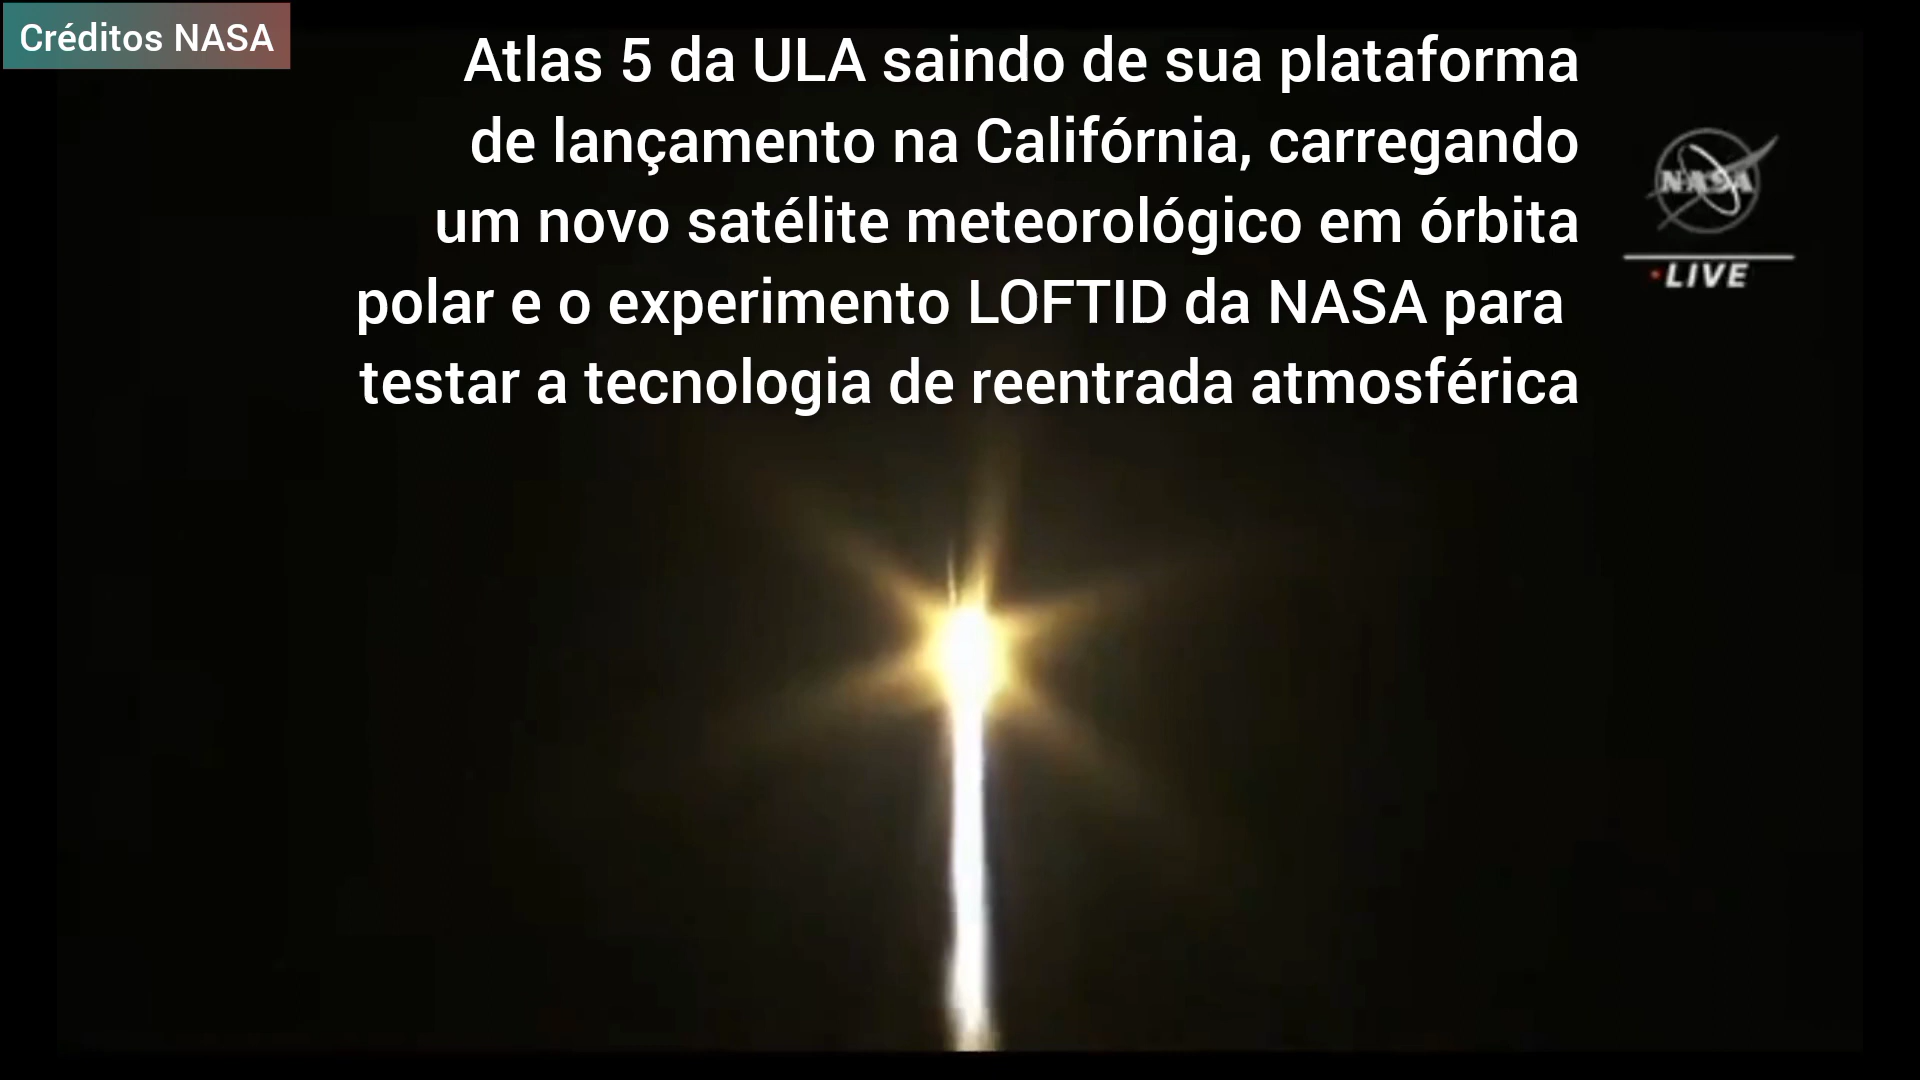 Créditos NASA
Atlas 5 da ULA saindo de sua plataforma
de lançamento na Califórnia, carregando
um novo satélite meteorológico em órbita
polar e o experimento LOFTID da NASA para
testar a tecnologia de reentrada atmosférica
NASA
LIVE